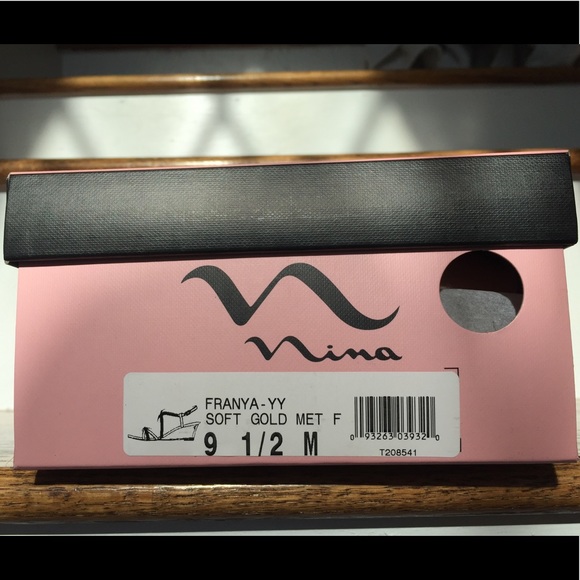 nina
FRANYA-YY
SOFT GOLD MET F
9 1/2 M
0 93263 03932 0
T208541